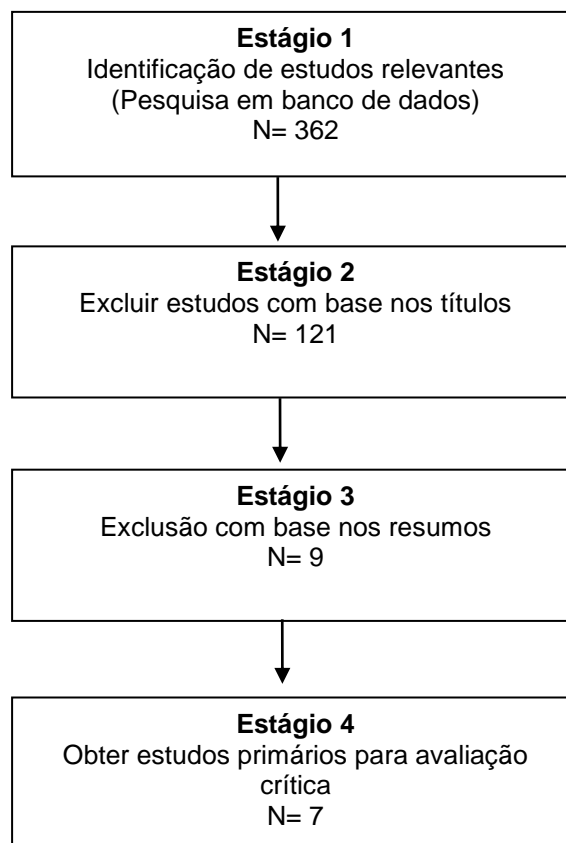 Estágio 1
Identificação de estudos relevantes
(Pesquisa em banco de dados)
N= 362
Estágio 2
Excluir estudos com base nos títulos
N= 121
Estágio 3
Exclusão com base nos resumos
N= 9
Estágio 4
Obter estudos primários para avaliação
crítica
N= 7